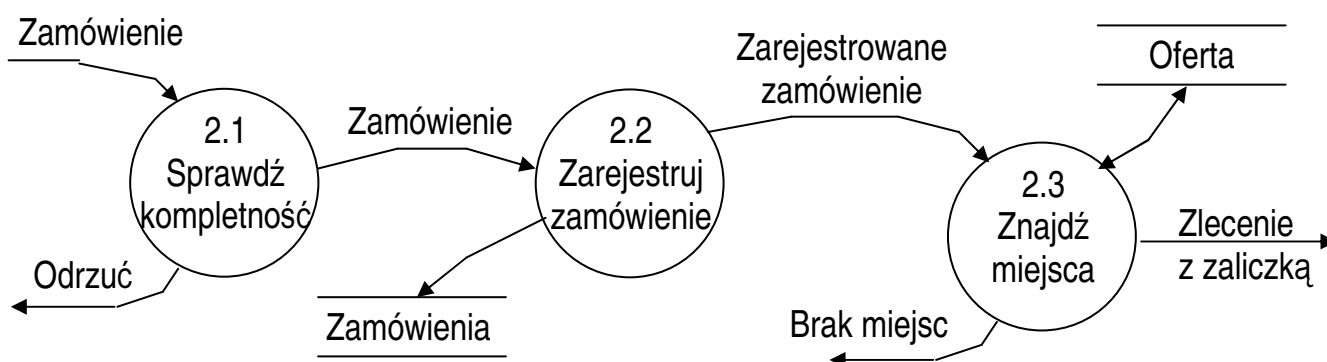 Zamówienie
2.1
Sprawdź
kompletność
Odrzuć
Zamówienie
2.2
Zarejestruj
zamówienie
Zamówienia
Zarejestrowane
zamówienie
Oferta
2.3
Znajdź
miejsca
Brak miejsc
Zlecenie
z zaliczką